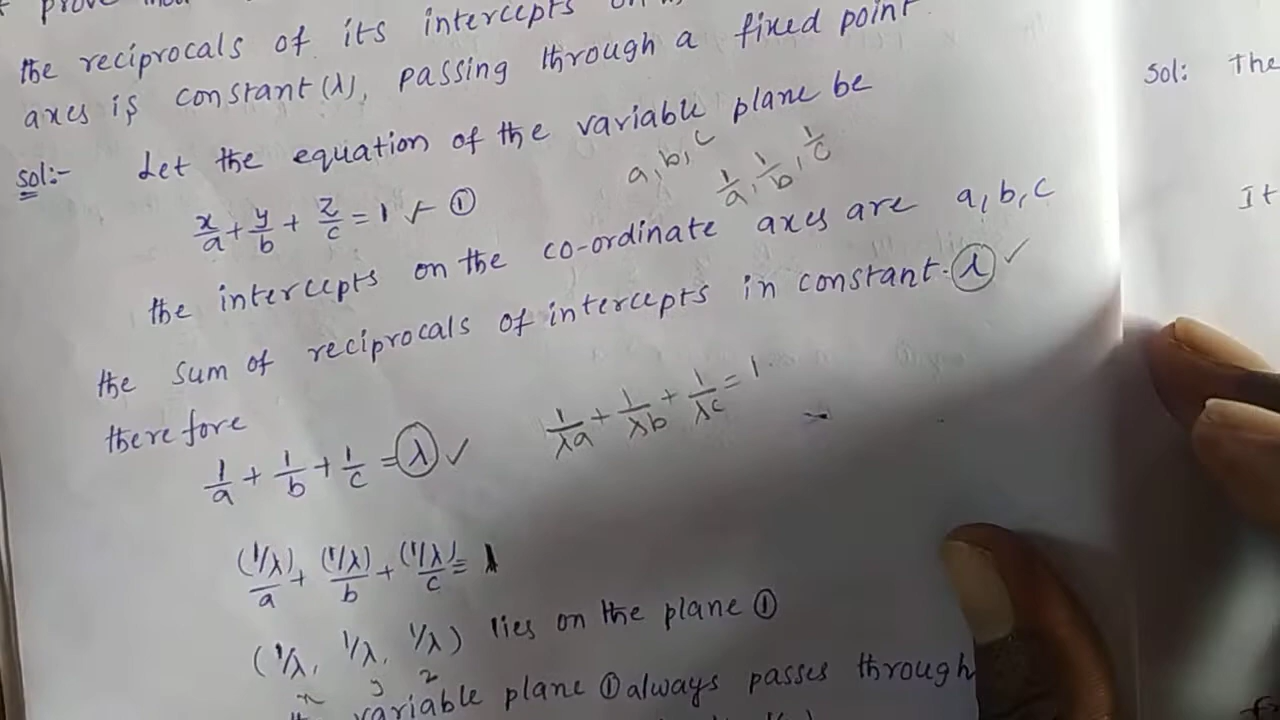 prove
the reciprocals of its intercepts
axes is constant (λ), passing through a fixed point
Sol:- Let the equation of the variable plane be
a, b, c
1/a, 1/b, 1/c
x/a + y/b + z/c = 1 ①
the intercepts on the co-ordinate axes are a, b, c
the sum of reciprocals of intercepts in constant. λ ✓
there fore
1/a + 1/b + 1/c = λ ✓
1/λa + 1/λb + 1/λc = 1
(1/λ)/a + (1/λ)/b + (1/λ)/c = 1
(1/λ, 1/λ, 1/λ) lies on the plane ①
x y z
variable plane ① always passes through
Sol: The
It